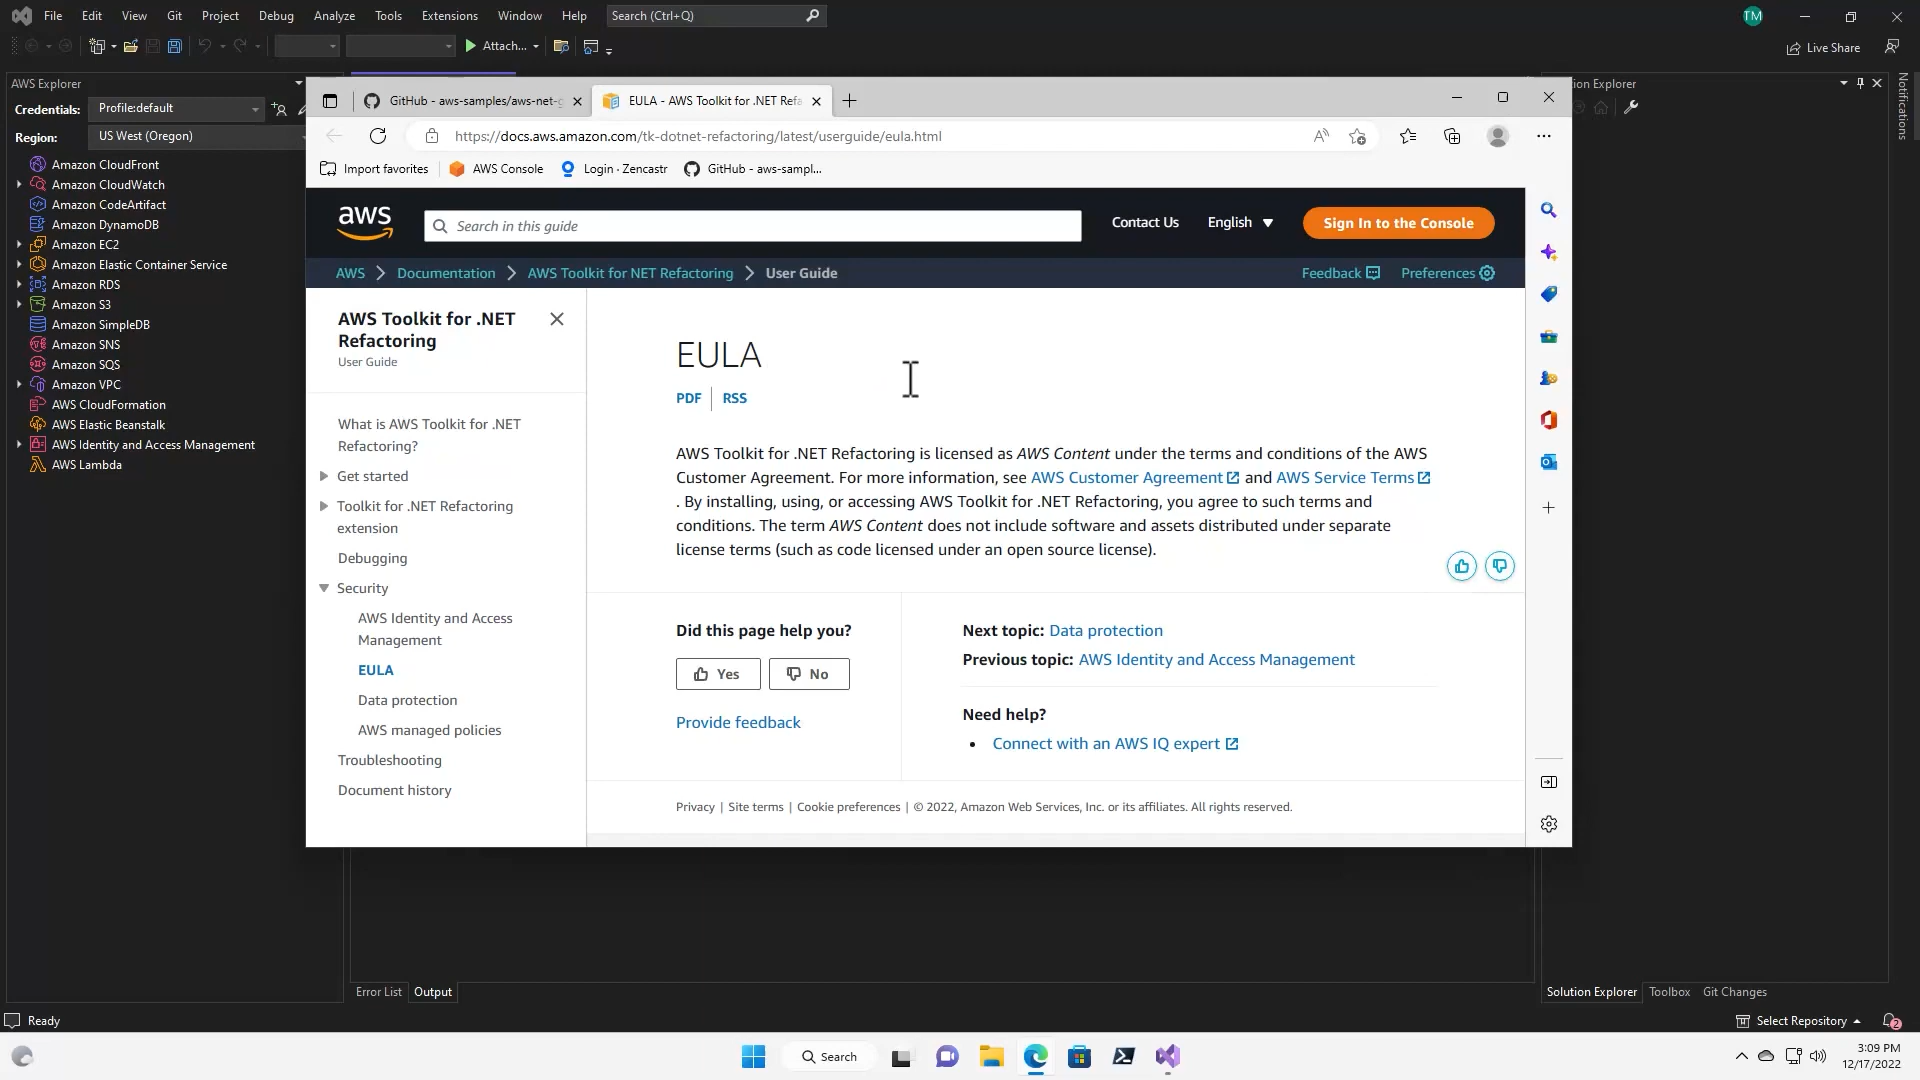 File Edit View Git Project Debug Analyze Tools Extensions Window Help Search (Ctrl+Q) TM
Attach... Live Share
AWS Explorer
Credentials: Profile:default
Region: US West (Oregon)
Amazon CloudFront
Amazon CloudWatch
Amazon CodeArtifact
Amazon DynamoDB
Amazon EC2
Amazon Elastic Container Service
Amazon RDS
Amazon S3
Amazon SimpleDB
Amazon SNS
Amazon SQS
Amazon VPC
AWS CloudFormation
AWS Elastic Beanstalk
AWS Identity and Access Management
AWS Lambda
GitHub - aws-samples/aws-net-g EULA - AWS Toolkit for .NET Refa
https://docs.aws.amazon.com/tk-dotnet-refactoring/latest/userguide/eula.html
Import favorites AWS Console Login · Zencastr GitHub - aws-sampl...
aws Search in this guide Contact Us English Sign In to the Console
AWS Documentation AWS Toolkit for NET Refactoring User Guide Feedback Preferences
AWS Toolkit for .NET
Refactoring
User Guide
What is AWS Toolkit for .NET
Refactoring?
Get started
Toolkit for .NET Refactoring
extension
Debugging
Security
AWS Identity and Access
Management
EULA
Data protection
AWS managed policies
Troubleshooting
Document history
EULA
PDF RSS
AWS Toolkit for .NET Refactoring is licensed as AWS Content under the terms and conditions of the AWS
Customer Agreement. For more information, see AWS Customer Agreement and AWS Service Terms
. By installing, using, or accessing AWS Toolkit for .NET Refactoring, you agree to such terms and
conditions. The term AWS Content does not include software and assets distributed under separate
license terms (such as code licensed under an open source license).
Did this page help you?
Yes No
Provide feedback
Next topic: Data protection
Previous topic: AWS Identity and Access Management
Need help?
• Connect with an AWS IQ expert
Privacy | Site terms | Cookie preferences | © 2022, Amazon Web Services, Inc. or its affiliates. All rights reserved.
tion Explorer
Notifications
Error List Output
Solution Explorer Toolbox Git Changes
Ready
Select Repository 2
Search
3:09 PM
12/17/2022